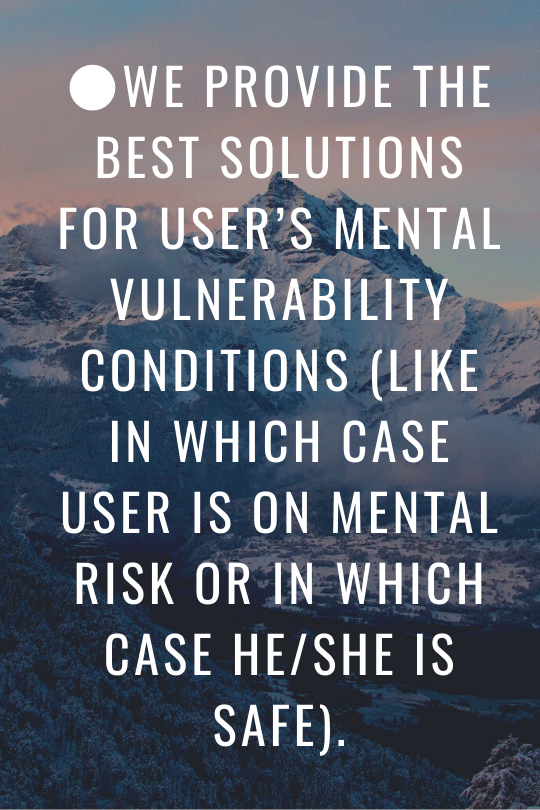 ●WE PROVIDE THE
BEST SOLUTIONS
FOR USER’S MENTAL
VULNERABILITY
CONDITIONS (LIKE
IN WHICH CASE
USER IS ON MENTAL
RISK OR IN WHICH
CASE HE/SHE IS
SAFE).